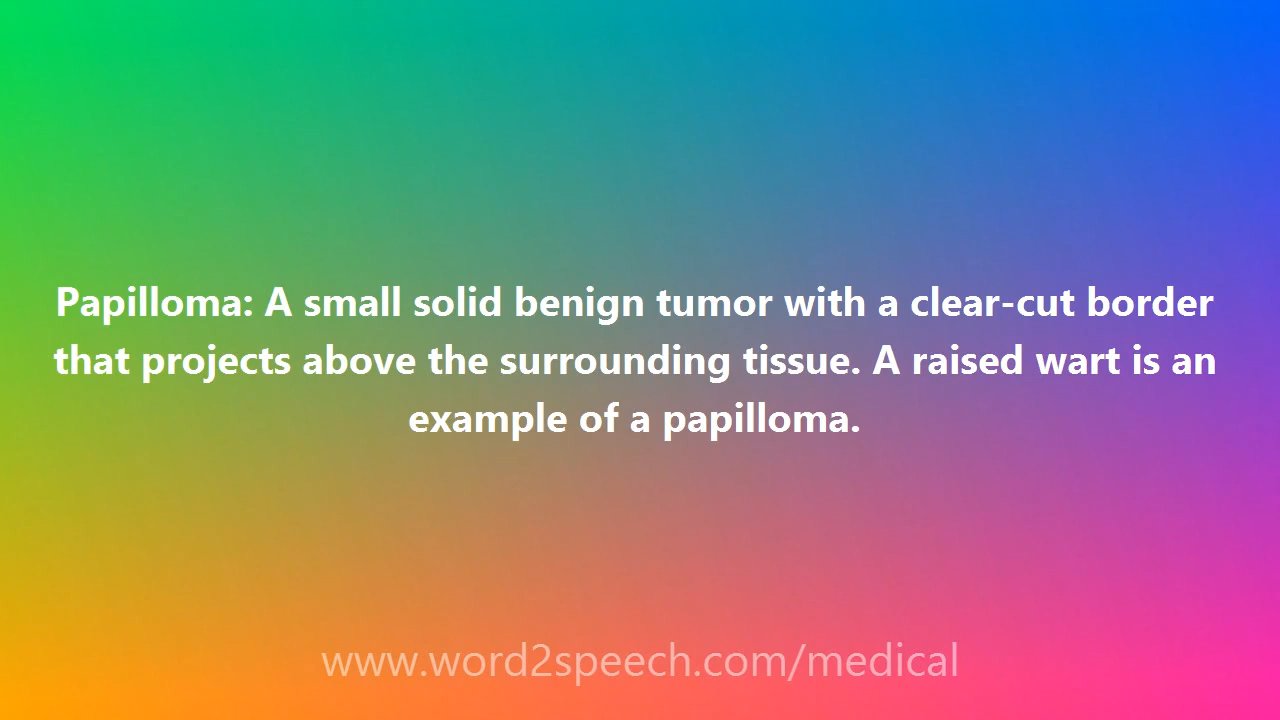 Papilloma: A small solid benign tumor with a clear-cut border
that projects above the surrounding tissue. A raised wart is an
example of a papilloma.
www.word2speech.com/medical